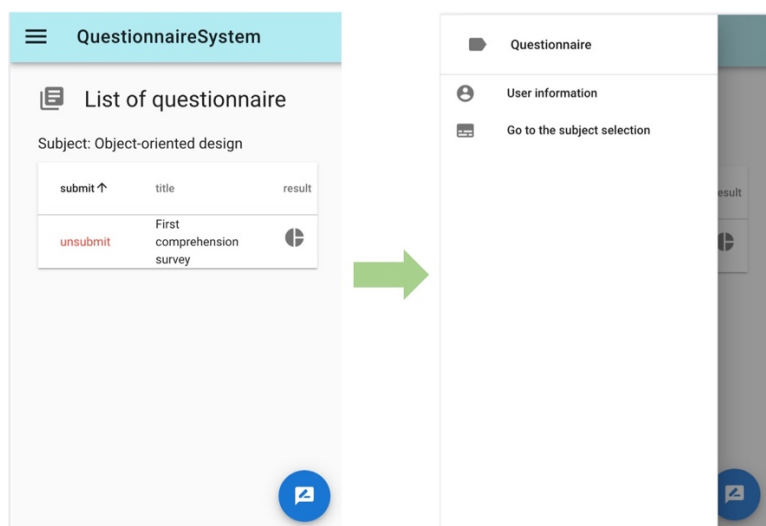 QuestionnaireSystem
List of questionnaire
Subject: Object-oriented design
submit title result
unsubmit
First
comprehension
survey
Questionnaire
User information
Go to the subject selection
esult